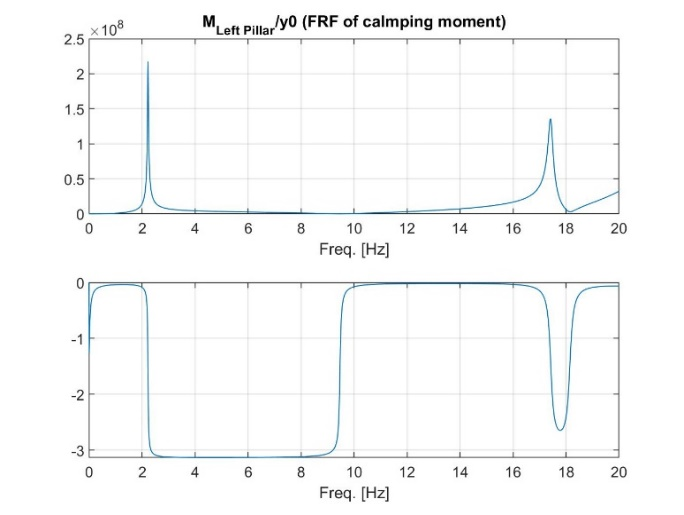 M_Left Pillar/y0 (FRF of calmping moment)
×10^8
2.5
2
1.5
1
0.5
0
0 2 4 6 8 10 12 14 16 18 20
Freq. [Hz]
0
-1
-2
-3
0 2 4 6 8 10 12 14 16 18 20
Freq. [Hz]